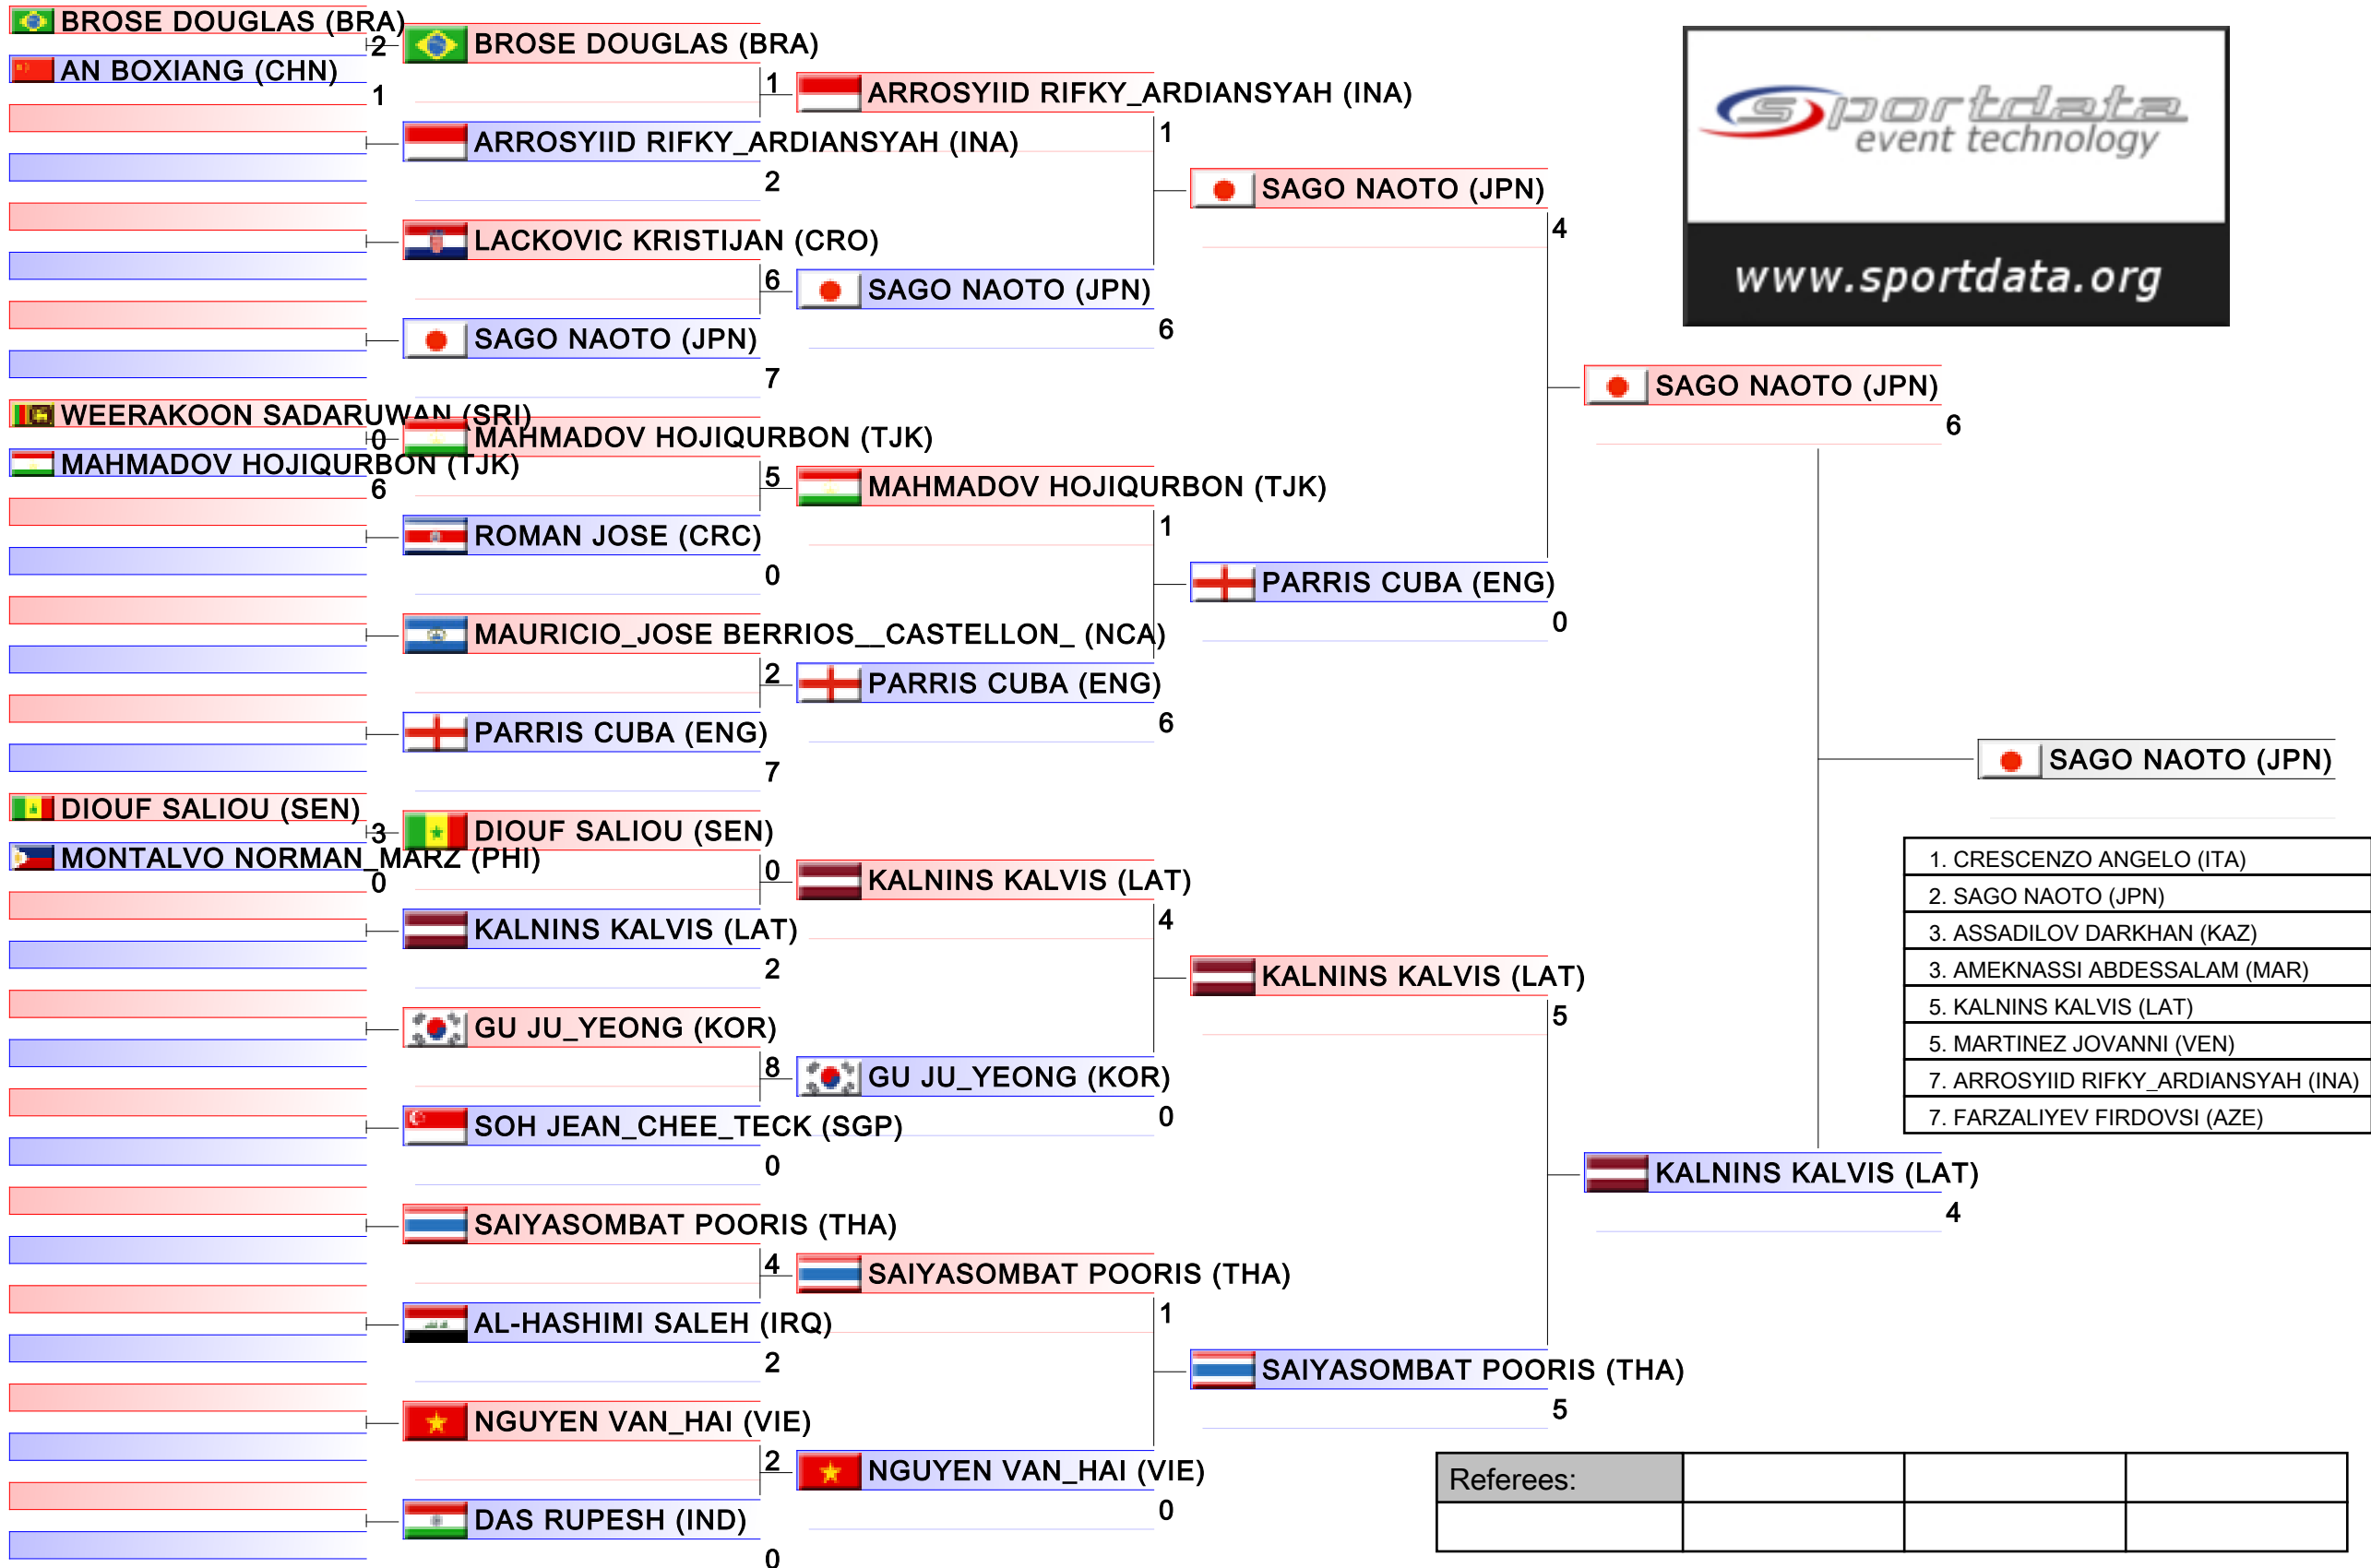 BROSE DOUGLAS (BRA)
2
AN BOXIANG (CHN)
1
WEERAKOON SADARUWAN (SRI)
0
MAHMADOV HOJIQURBON (TJK)
6
DIOUF SALIOU (SEN)
3
MONTALVO NORMAN_MARZ (PHI)
0
BROSE DOUGLAS (BRA)
1
ARROSYIID RIFKY_ARDIANSYAH (INA)
2
LACKOVIC KRISTIJAN (CRO)
6
SAGO NAOTO (JPN)
7
MAHMADOV HOJIQURBON (TJK)
5
ROMAN JOSE (CRC)
0
MAURICIO_JOSE BERRIOS__CASTELLON_ (NCA)
2
PARRIS CUBA (ENG)
7
DIOUF SALIOU (SEN)
0
KALNINS KALVIS (LAT)
2
GU JU_YEONG (KOR)
8
SOH JEAN_CHEE_TECK (SGP)
0
SAIYASOMBAT POORIS (THA)
4
AL-HASHIMI SALEH (IRQ)
2
NGUYEN VAN_HAI (VIE)
2
DAS RUPESH (IND)
0
ARROSYIID RIFKY_ARDIANSYAH (INA)
1
SAGO NAOTO (JPN)
6
MAHMADOV HOJIQURBON (TJK)
1
PARRIS CUBA (ENG)
6
KALNINS KALVIS (LAT)
4
GU JU_YEONG (KOR)
0
SAIYASOMBAT POORIS (THA)
1
NGUYEN VAN_HAI (VIE)
0
SAGO NAOTO (JPN)
4
PARRIS CUBA (ENG)
0
KALNINS KALVIS (LAT)
5
SAIYASOMBAT POORIS (THA)
5
SAGO NAOTO (JPN)
6
KALNINS KALVIS (LAT)
4
SAGO NAOTO (JPN)
sportdata
event technology
www.sportdata.org
1. CRESCENZO ANGELO (ITA)
2. SAGO NAOTO (JPN)
3. ASSADILOV DARKHAN (KAZ)
3. AMEKNASSI ABDESSALAM (MAR)
5. KALNINS KALVIS (LAT)
5. MARTINEZ JOVANNI (VEN)
7. ARROSYIID RIFKY_ARDIANSYAH (INA)
7. FARZALIYEV FIRDOVSI (AZE)
Referees: